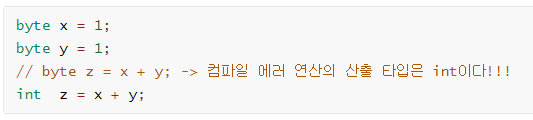 byte x = 1;
byte y = 1;
// byte z = x + y; -> 컴파일 에러 연산의 산출 타입은 int이다!!!
int  z = x + y;